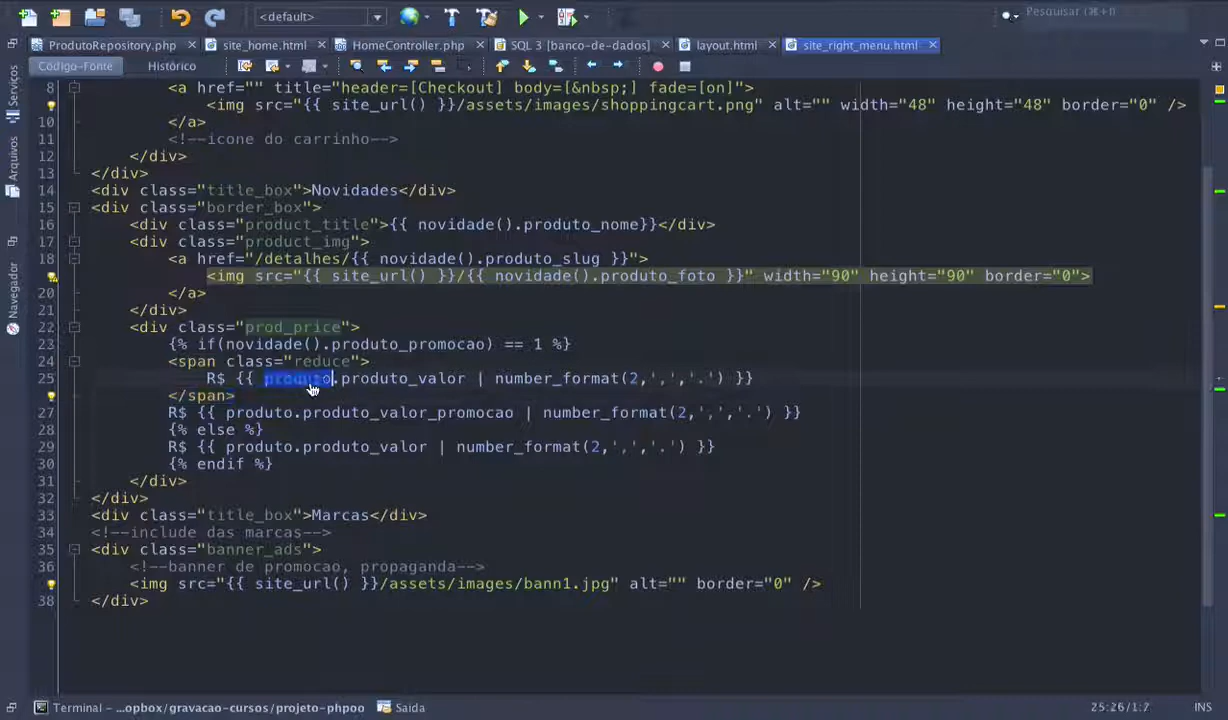 <default>
Pesquisar (⌘+I)
ProdutoRepository.php
site_home.html
HomeController.php
SQL 3 [banco-de-dados]
layout.html
site_right_menu.html
Código-Fonte
Histórico
Serviços
Arquivos
Navegador
8 <a href="" title="header=[Checkout] body=[&nbsp;] fade=[on]">
<img src="{{ site_url() }}/assets/images/shoppingcart.png" alt="" width="48" height="48" border="0" />
10 </a>
11 <!--icone do carrinho-->
12 </div>
13 </div>
14 <div class="title_box">Novidades</div>
15 <div class="border_box">
16 <div class="product_title">{{ novidade().produto_nome}}</div>
17 <div class="product_img">
18 <a href="/detalhes/{{ novidade().produto_slug }}">
<img src="{{ site_url() }}/{{ novidade().produto_foto }}" width="90" height="90" border="0">
20 </a>
21 </div>
22 <div class="prod_price">
23 {% if(novidade().produto_promocao) == 1 %}
24 <span class="reduce">
25 R$ {{ produto.produto_valor | number_format(2,',','.') }}
</span>
27 R$ {{ produto.produto_valor_promocao | number_format(2,',','.') }}
28 {% else %}
29 R$ {{ produto.produto_valor | number_format(2,',','.') }}
30 {% endif %}
31 </div>
32 </div>
33 <div class="title_box">Marcas</div>
34 <!--include das marcas-->
35 <div class="banner_ads">
36 <!--banner de promocao, propaganda-->
<img src="{{ site_url() }}/assets/images/bann1.jpg" alt="" border="0" />
38 </div>
Terminal – ...opbox/gravacao-cursos/projeto-phpoo
Saída
25:26/1:7
INS